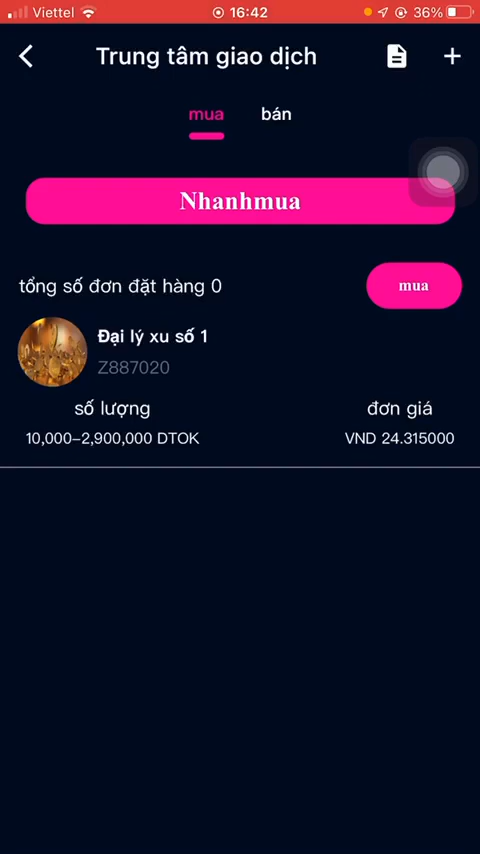 Viettel 16:42 36%
Trung tâm giao dịch
mua bán
Nhanhmua
tổng số đơn đặt hàng 0 mua
Đại lý xu số 1
Z887020
số lượng đơn giá
10,000–2,900,000 DTOK VND 24.315000